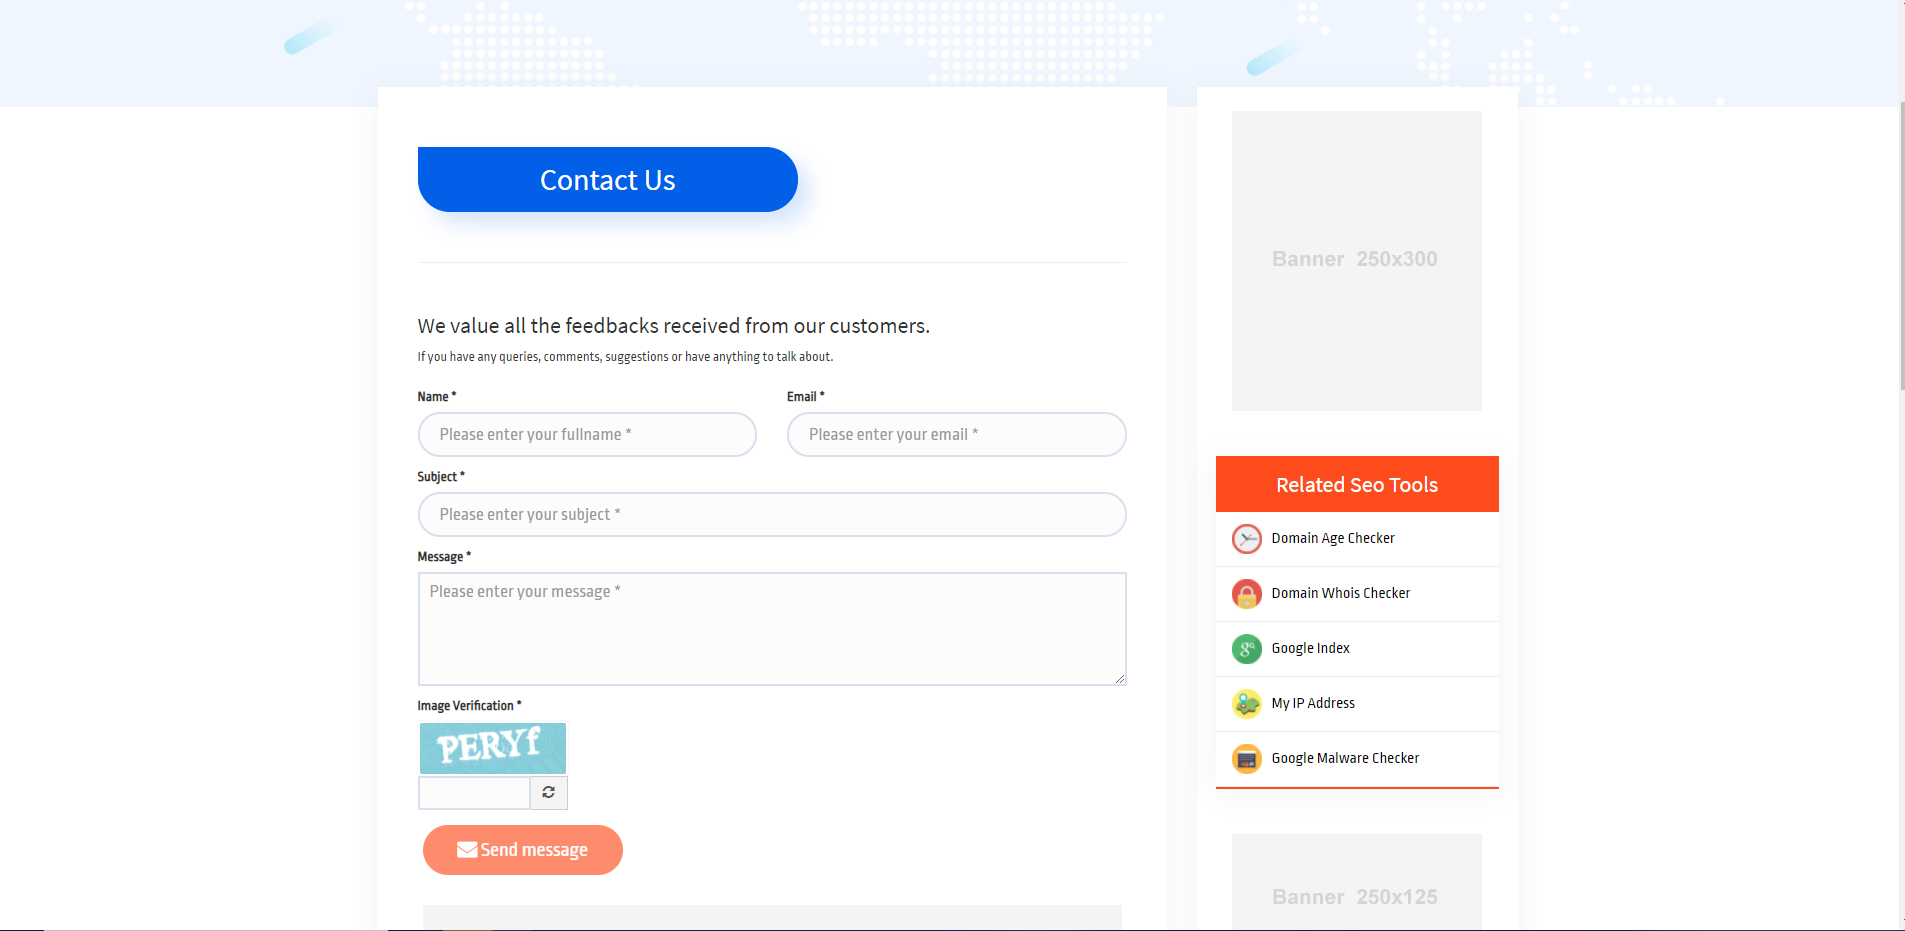 Contact Us
We value all the feedbacks received from our customers.
If you have any queries, comments, suggestions or have anything to talk about.
Name *
Email *
Please enter your fullname *
Please enter your email *
Subject *
Please enter your subject *
Message *
Please enter your message *
Image Verification *
PERYf
Send message
Banner 250x300
Related Seo Tools
Domain Age Checker
Domain Whois Checker
Google Index
My IP Address
Google Malware Checker
Banner 250x125